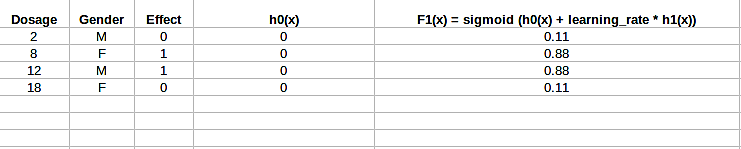 Dosage Gender Effect h0(x) F1(x) = sigmoid (h0(x) + learning_rate * h1(x))
2 M 0 0 0.11
8 F 1 0 0.88
12 M 1 0 0.88
18 F 0 0 0.11